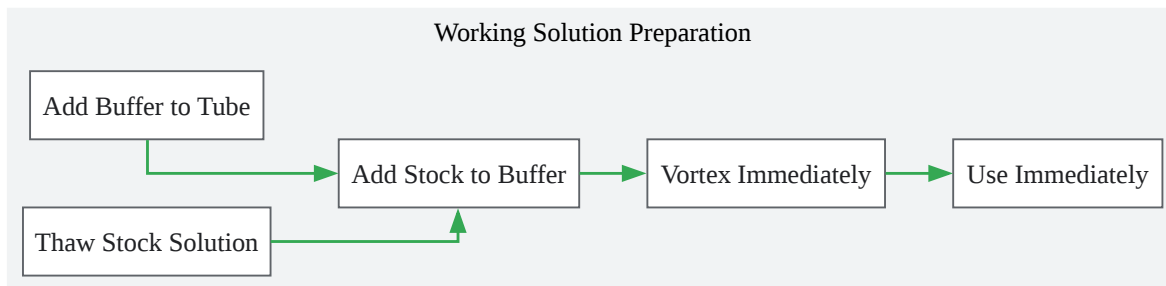 Working Solution Preparation
Add Buffer to Tube
Thaw Stock Solution
Add Stock to Buffer
Vortex Immediately
Use Immediately